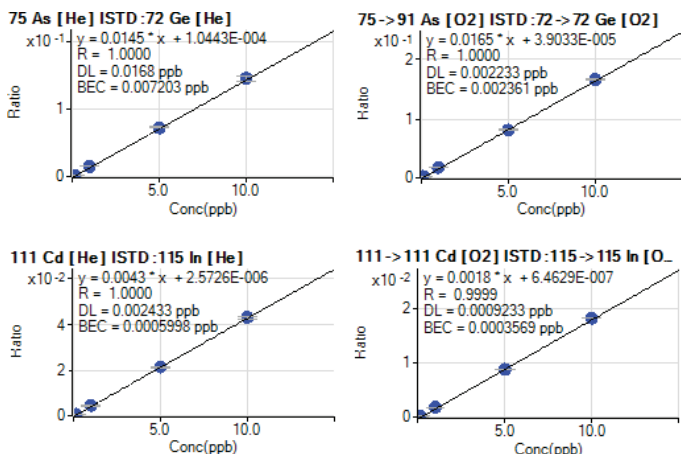 75 As [He] ISTD :72 Ge [He]
x10⁻¹
y = 0.0145 * x + 1.0443E-004
R = 1.0000
DL = 0.0168 ppb
BEC = 0.007203 ppb
Ratio
1
0
5.0
10.0
Conc(ppb)
75 -> 91 As [O2] ISTD :72 -> 72 Ge [O2]
x10⁻¹
y = 0.0165 * x + 3.9033E-005
R = 1.0000
DL = 0.002233 ppb
BEC = 0.002361 ppb
Ratio
2
1
0
5.0
10.0
Conc(ppb)
111 Cd [He] ISTD :115 In [He]
x10⁻²
y = 0.0043 * x + 2.5726E-006
R = 1.0000
DL = 0.002433 ppb
BEC = 0.0005998 ppb
Ratio
4
2
0
5.0
10.0
Conc(ppb)
111 -> 111 Cd [O2] ISTD :115 -> 115 In [O...
x10⁻²
y = 0.0018 * x + 6.4629E-007
R = 0.9999
DL = 0.0009233 ppb
BEC = 0.0003569 ppb
Ratio
2
1
0
5.0
10.0
Conc(ppb)